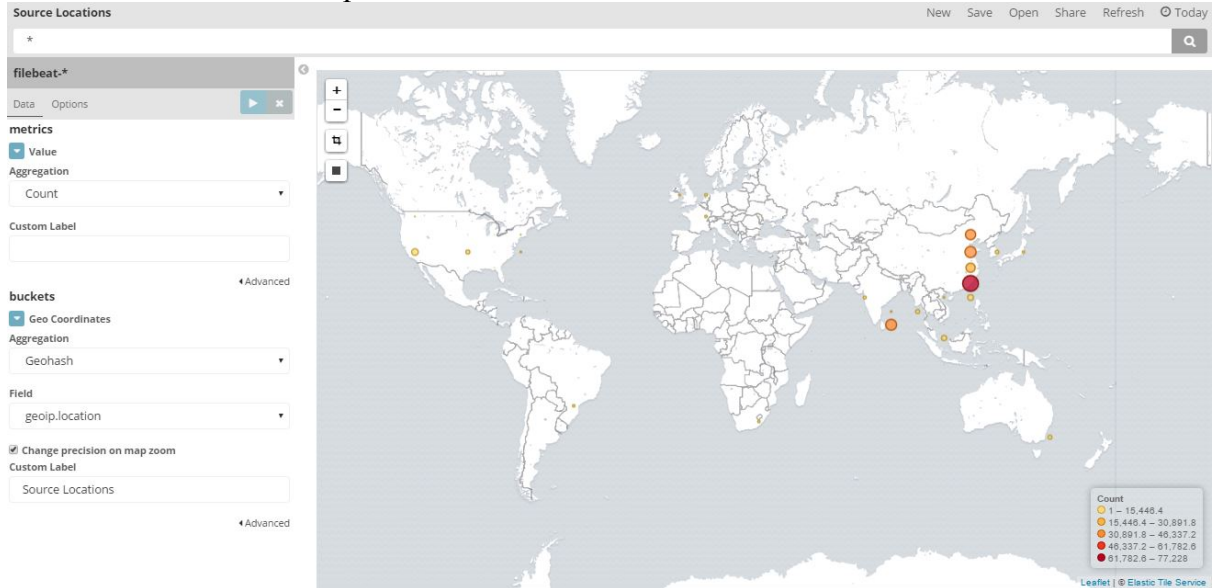 Source Locations
New Save Open Share Refresh Today
*
filebeat-*
Data Options
metrics
Value
Aggregation
Count
Custom Label
Advanced
buckets
Geo Coordinates
Aggregation
Geohash
Field
geoip.location
Change precision on map zoom
Custom Label
Source Locations
Advanced
+
−
Count
1 – 15,446.4
15,446.4 – 30,891.8
30,891.8 – 46,337.2
46,337.2 – 61,782.6
61,782.6 – 77,228
Leaflet | © Elastic Tile Service